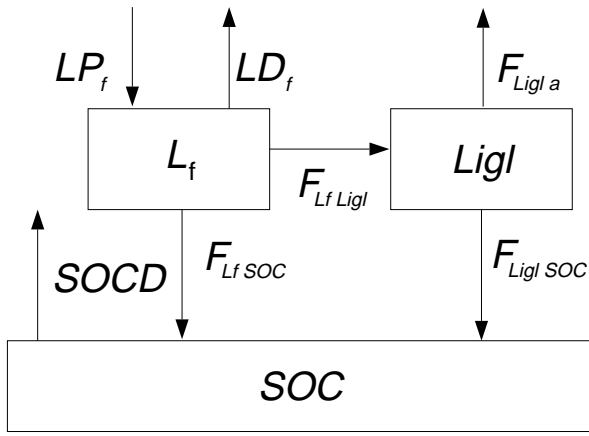 LP_f
LD_f
F_Ligl a
L_f
Ligl
F_Lf Ligl
F_Lf SOC
F_Ligl SOC
SOCD
SOC